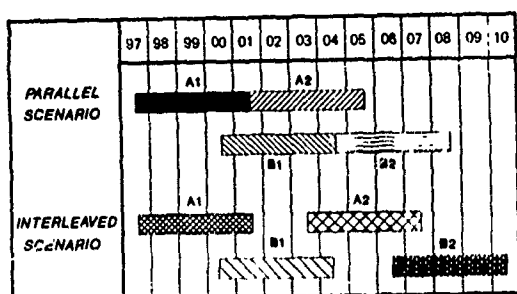 97 98 99 00 01 02 03 04 05 06 07 08 09 10
A1 A2
PARALLEL
SCENARIO
B1 B2
A1 A2
INTERLEAVED
SCENARIO
B1 B2